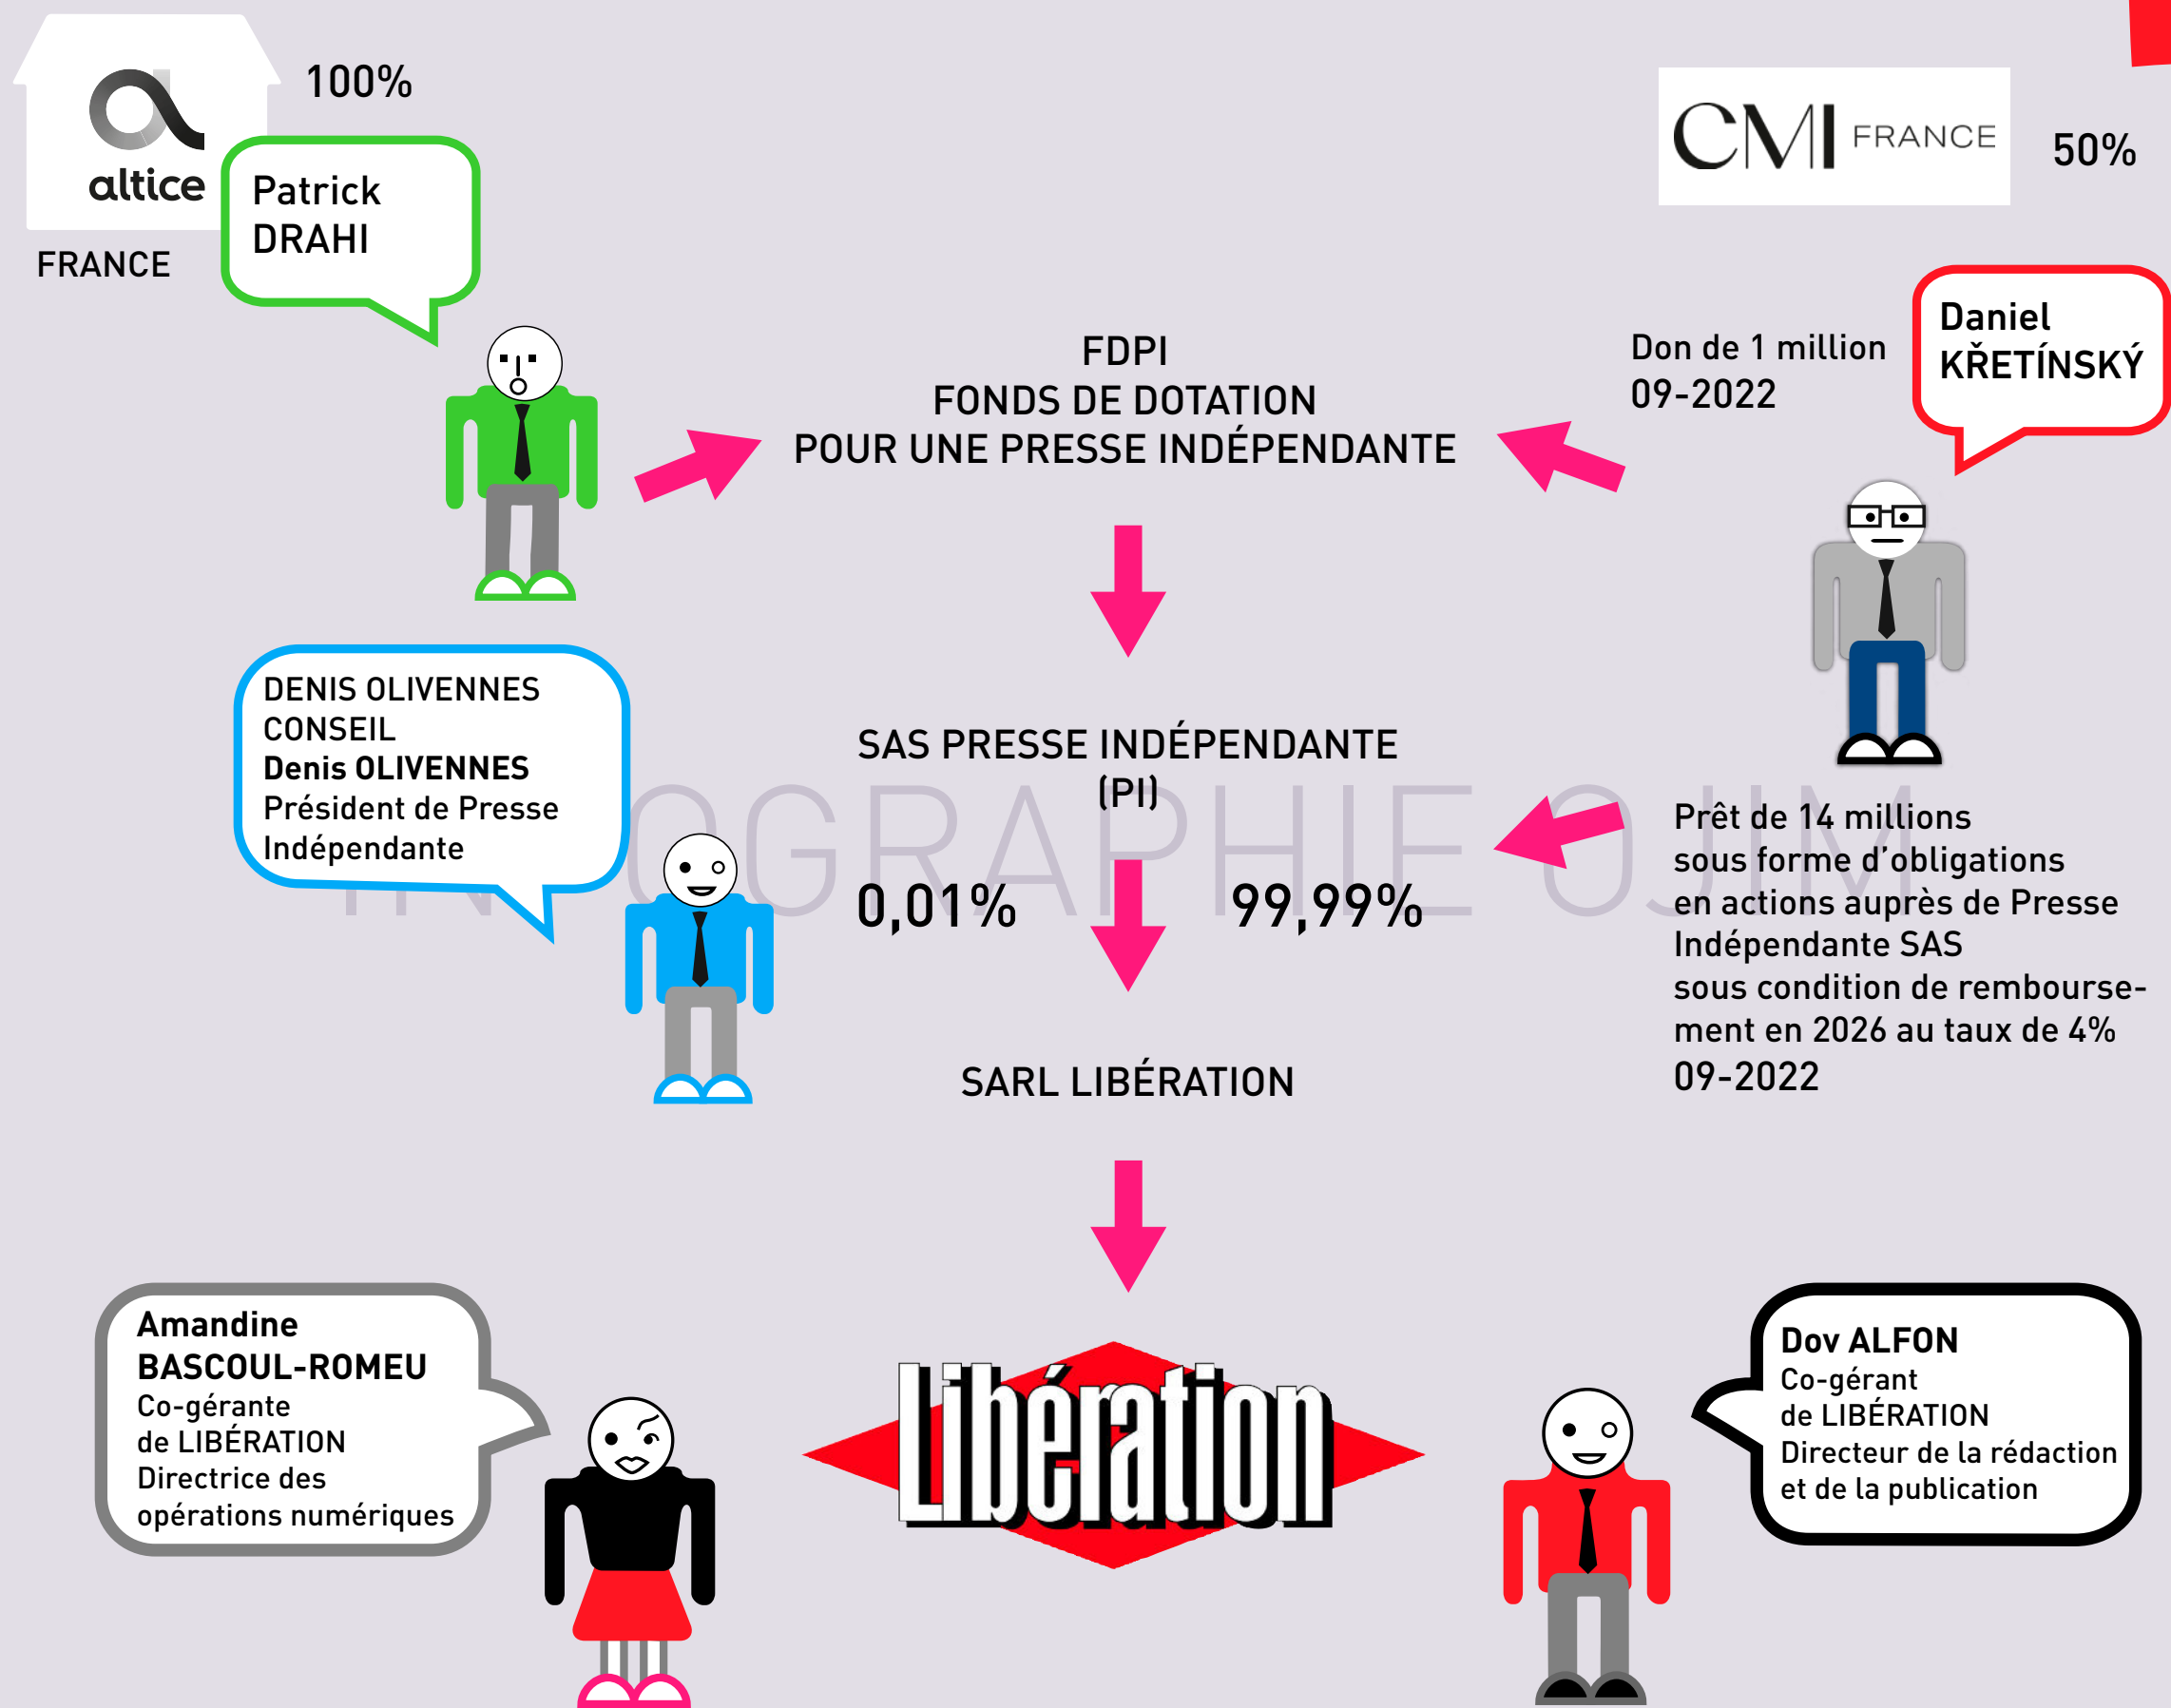 altice
FRANCE
100%
Patrick
DRAHI
CMI FRANCE
50%
Daniel
KŘETÍNSKÝ
Don de 1 million
09-2022
FDPI
FONDS DE DOTATION
POUR UNE PRESSE INDÉPENDANTE
DENIS OLIVENNES
CONSEIL
Denis OLIVENNES
Président de Presse
Indépendante
SAS PRESSE INDÉPENDANTE
(PI)
0,01%
99,99%
Prêt de 14 millions
sous forme d'obligations
en actions auprès de Presse
Indépendante SAS
sous condition de rembourse-
ment en 2026 au taux de 4%
09-2022
OJIM
SARL LIBÉRATION
Amandine
BASCOUL-ROMEU
Co-gérante
de LIBÉRATION
Directrice des
opérations numériques
Libération
Dov ALFON
Co-gérant
de LIBÉRATION
Directeur de la rédaction
et de la publication